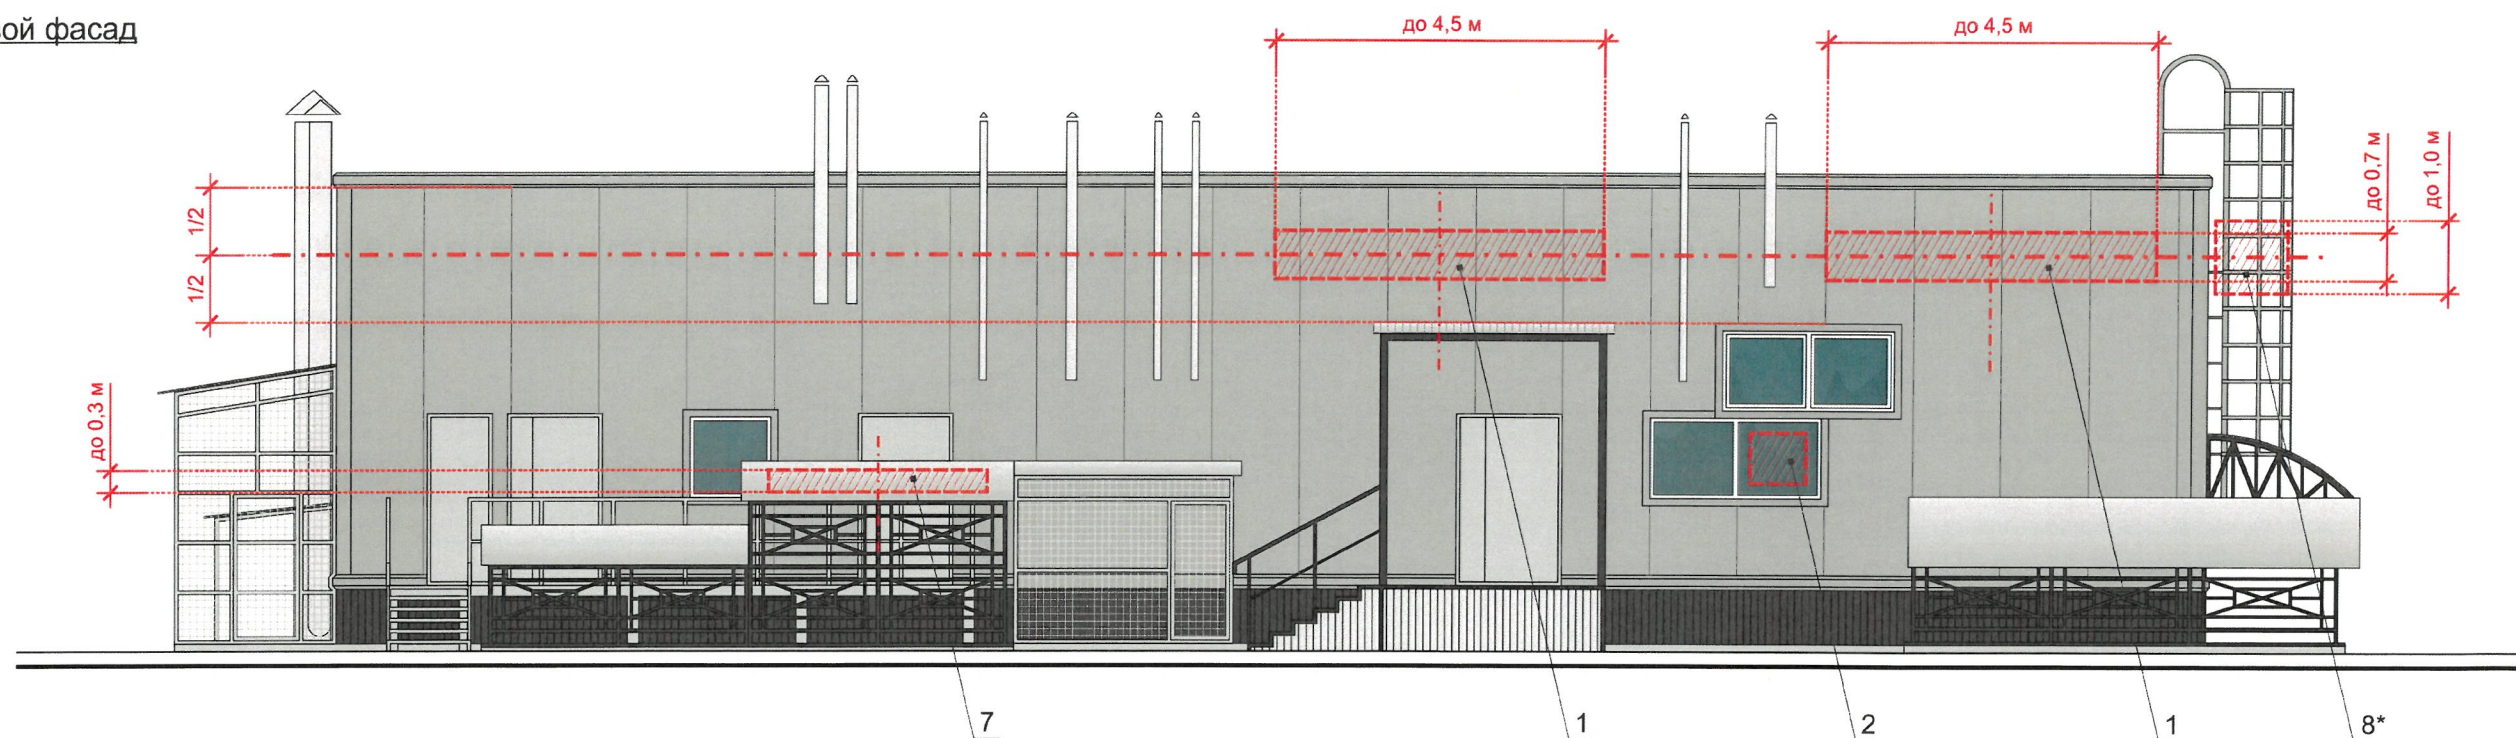 ой фасад
до 4,5 м
до 4,5 м
до 0,7 м
до 1,0 м
1/2
1/2
до 0,3 м
7
1
2
1
8*